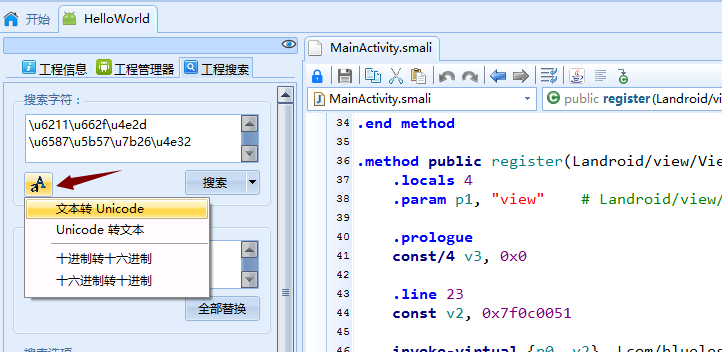 开始
HelloWorld
工程信息
工程管理器
工程搜索
搜索字符：
\u6211\u662f\u4e2d
\u6587\u5b57\u7b26\u4e32
搜索
文本转 Unicode
Unicode 转文本
十进制转十六进制
十六进制转十进制
全部替换
搜索选项
MainActivity.smali
MainActivity.smali
public register(Landroid/vi
34 .end method
35
36 .method public register(Landroid/view/Vie
37 .locals 4
38 .param p1, "view" # Landroid/view/
39
40 .prologue
41 const/4 v3, 0x0
42
43 .line 23
44 const v2, 0x7f0c0051
45
46 invoke-virtual {p0, v2}, Lcom/bluelos